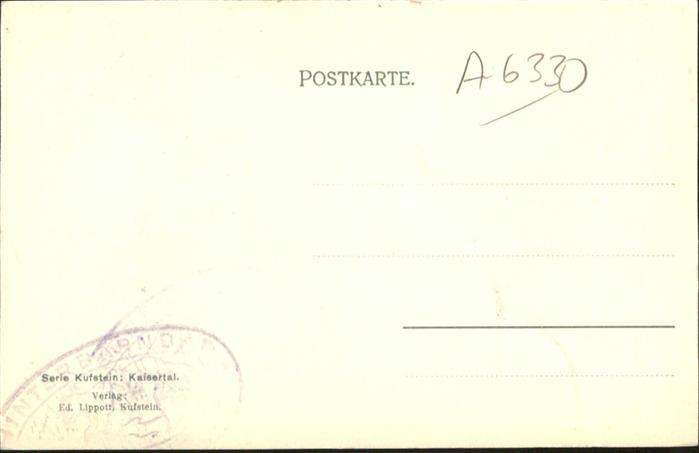 POSTKARTE.
A 6330
Serie Kufstein: Kaisertal.
Verlag:
Ed. Lippott, Kufstein.